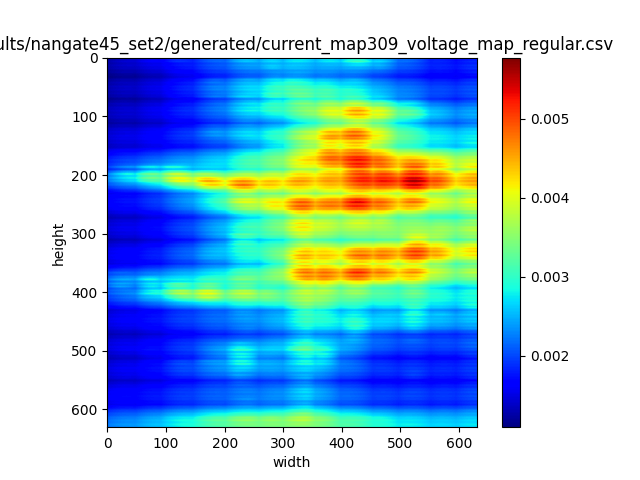 ults/nangate45_set2/generated/current_map309_voltage_map_regular.csv
0
100
200
300
400
500
600
height
0 100 200 300 400 500 600
width
0.005
0.004
0.003
0.002